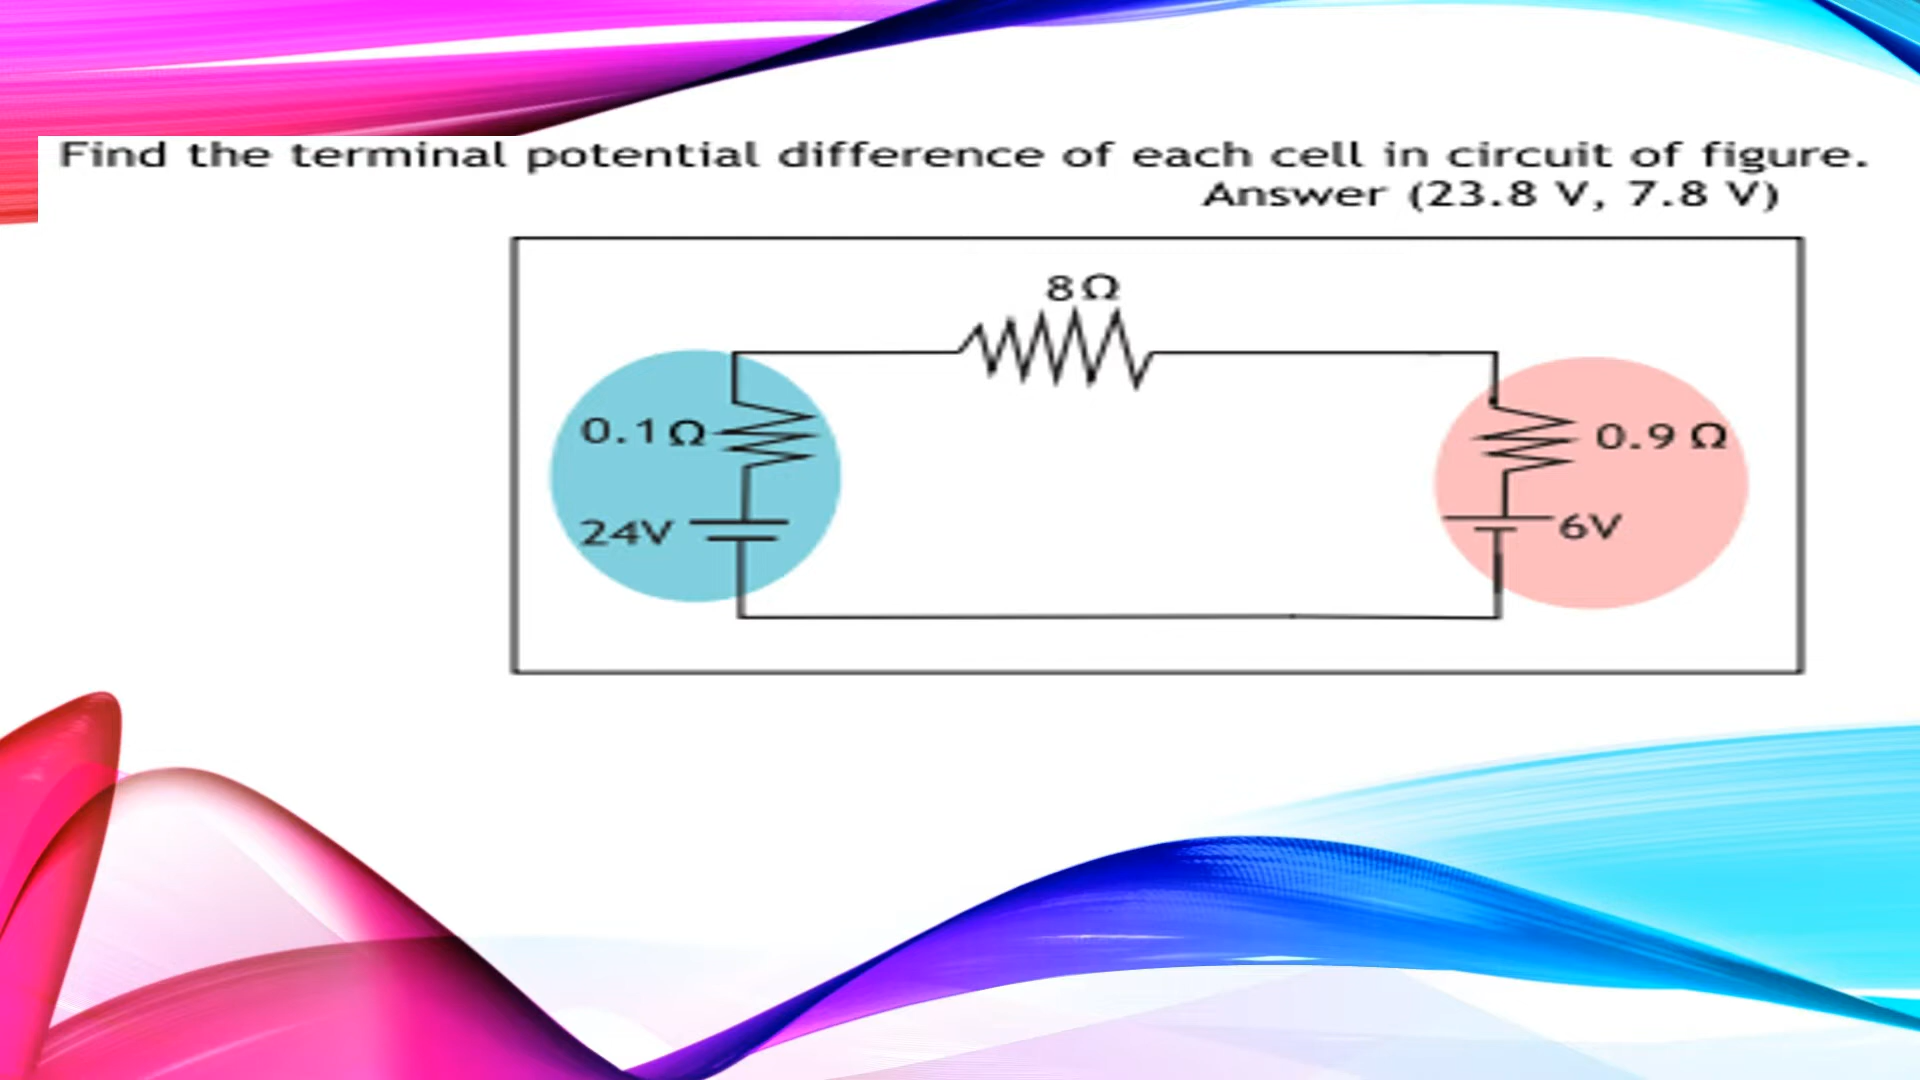 Find the terminal potential difference of each cell in circuit of figure.
Answer (23.8 V, 7.8 V)
8Ω
0.1Ω
0.9 Ω
24V
6V